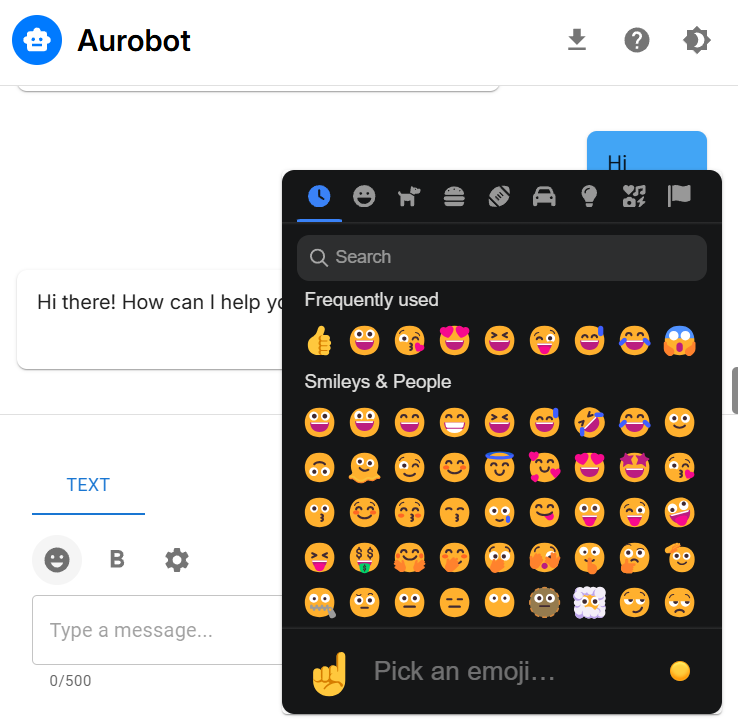 Aurobot
Hi
Search
Frequently used
Hi there! How can I help
Smileys & People
TEXT
B
Type a message...
Pick an emoji…
0/500